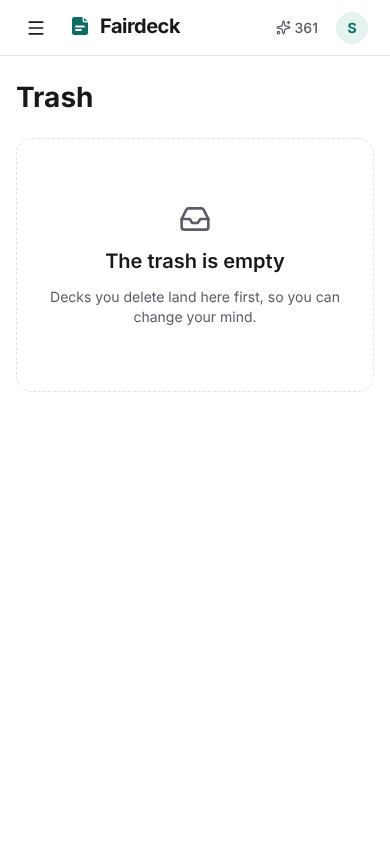 Fairdeck
361
S
Trash
The trash is empty
Decks you delete land here first, so you can
change your mind.